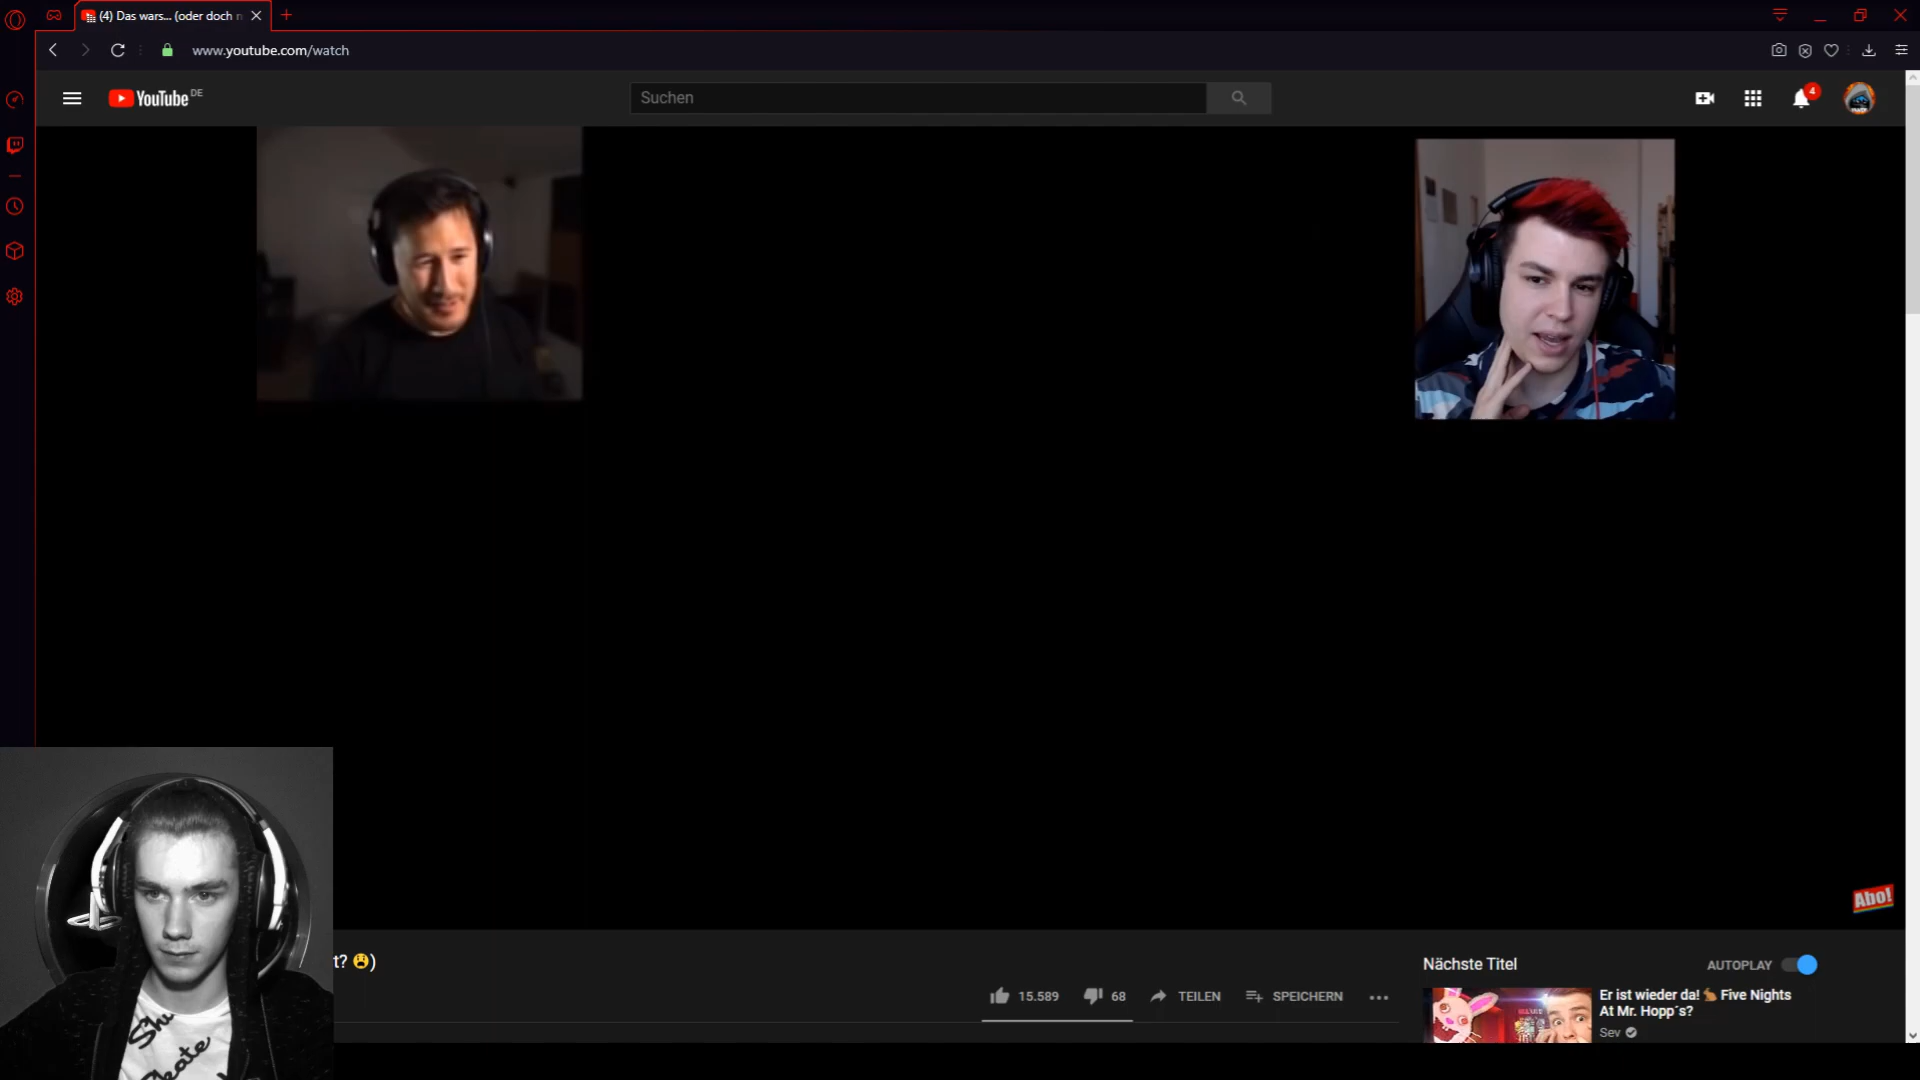 (4) Das wars... (oder doch n
www.youtube.com/watch
YouTube DE
Suchen
4
Abo!
t? 😩)
15.589
68
TEILEN
SPEICHERN
Nächste Titel
AUTOPLAY
Er ist wieder da! 🐇 Five Nights
At Mr. Hopp´s?
Sev
Skate